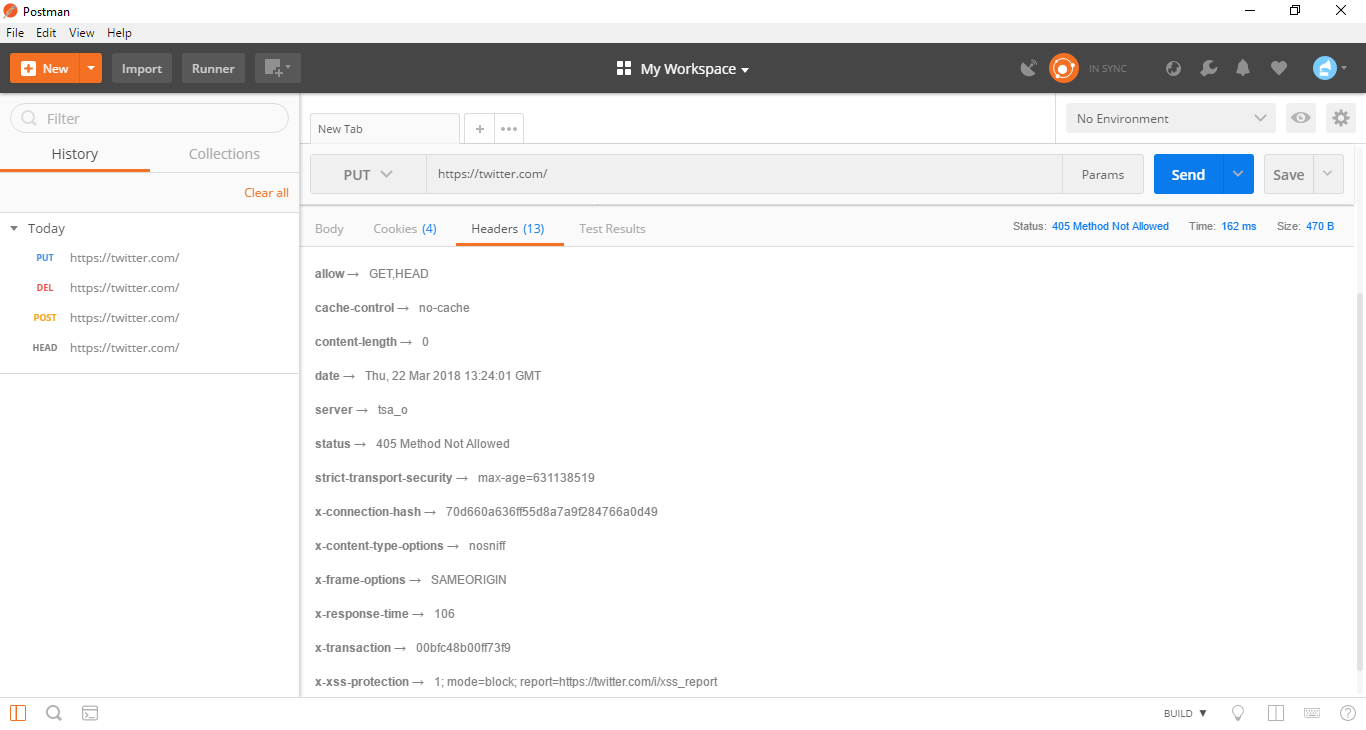 Postman
File Edit View Help
New Import Runner My Workspace IN SYNC
Filter
History Collections
Clear all
Today
PUT https://twitter.com/
DEL https://twitter.com/
POST https://twitter.com/
HEAD https://twitter.com/
New Tab + ••• No Environment
PUT https://twitter.com/ Params Send Save
Body Cookies (4) Headers (13) Test Results Status: 405 Method Not Allowed Time: 162 ms Size: 470 B
allow → GET,HEAD
cache-control → no-cache
content-length → 0
date → Thu, 22 Mar 2018 13:24:01 GMT
server → tsa_o
status → 405 Method Not Allowed
strict-transport-security → max-age=631138519
x-connection-hash → 70d660a636ff55d8a7a9f284766a0d49
x-content-type-options → nosniff
x-frame-options → SAMEORIGIN
x-response-time → 106
x-transaction → 00bfc48b00ff73f9
x-xss-protection → 1; mode=block; report=https://twitter.com/i/xss_report
BUILD ▼